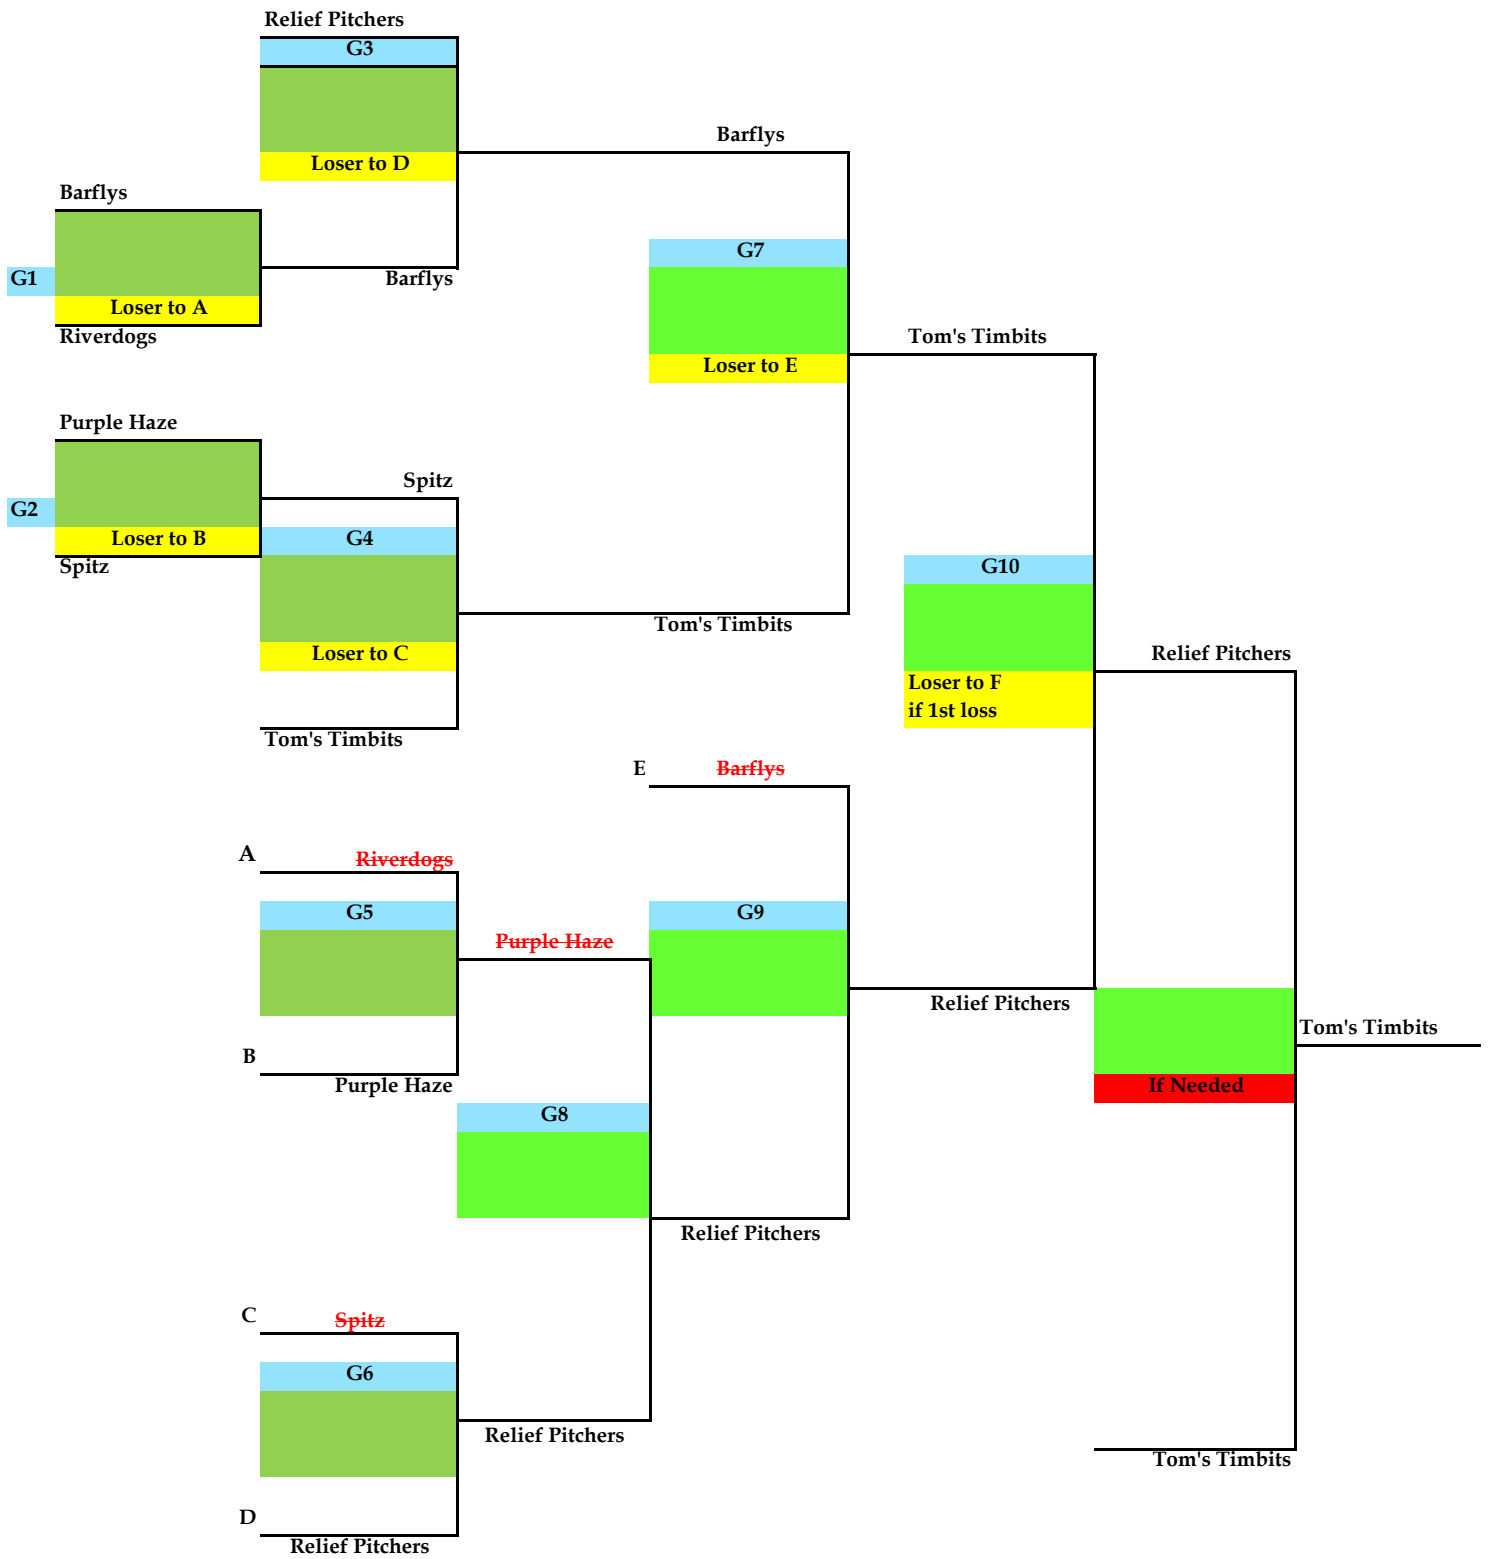 Relief Pitchers
G3
Barflys
Loser to D
Barflys
G7
G1
Barflys
Loser to A
Riverdogs
Tom's Timbits
Loser to E
Purple Haze
Spitz
G2
Loser to B
G4
Spitz
G10
Tom's Timbits
Loser to C
Relief Pitchers
Loser to F
if 1st loss
Tom's Timbits
E
Barflys
A
Riverdogs
G5
G9
Purple Haze
Relief Pitchers
Tom's Timbits
B
Purple Haze
If Needed
G8
Relief Pitchers
C
Spitz
G6
Relief Pitchers
Tom's Timbits
D
Relief Pitchers